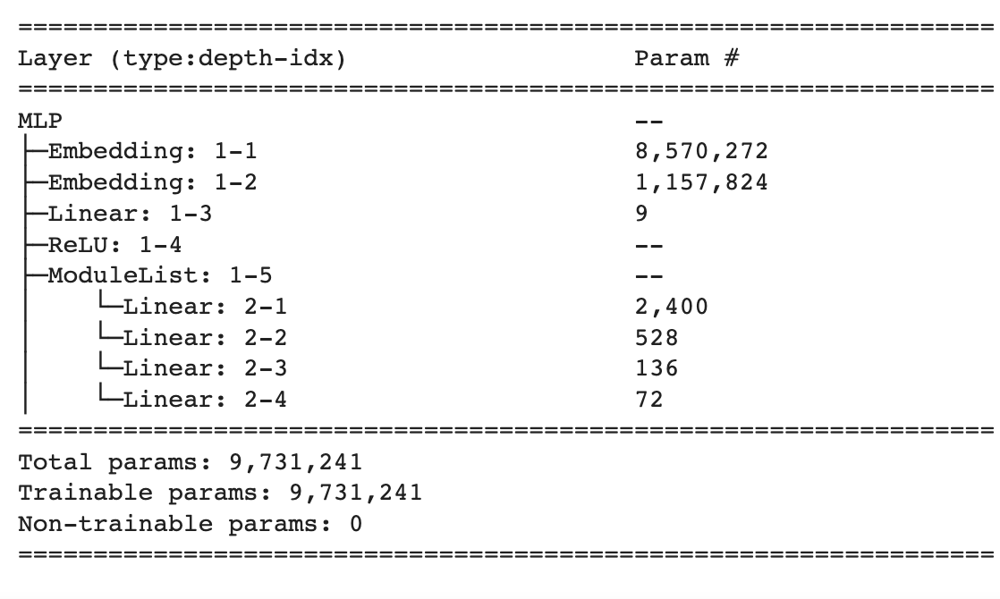 =================================================================
Layer (type:depth-idx)                   Param #
=================================================================
MLP                                      --
├─Embedding: 1-1                         8,570,272
├─Embedding: 1-2                         1,157,824
├─Linear: 1-3                            9
├─ReLU: 1-4                              --
├─ModuleList: 1-5                        --
│    └─Linear: 2-1                       2,400
│    └─Linear: 2-2                       528
│    └─Linear: 2-3                       136
│    └─Linear: 2-4                       72
=================================================================
Total params: 9,731,241
Trainable params: 9,731,241
Non-trainable params: 0
=================================================================